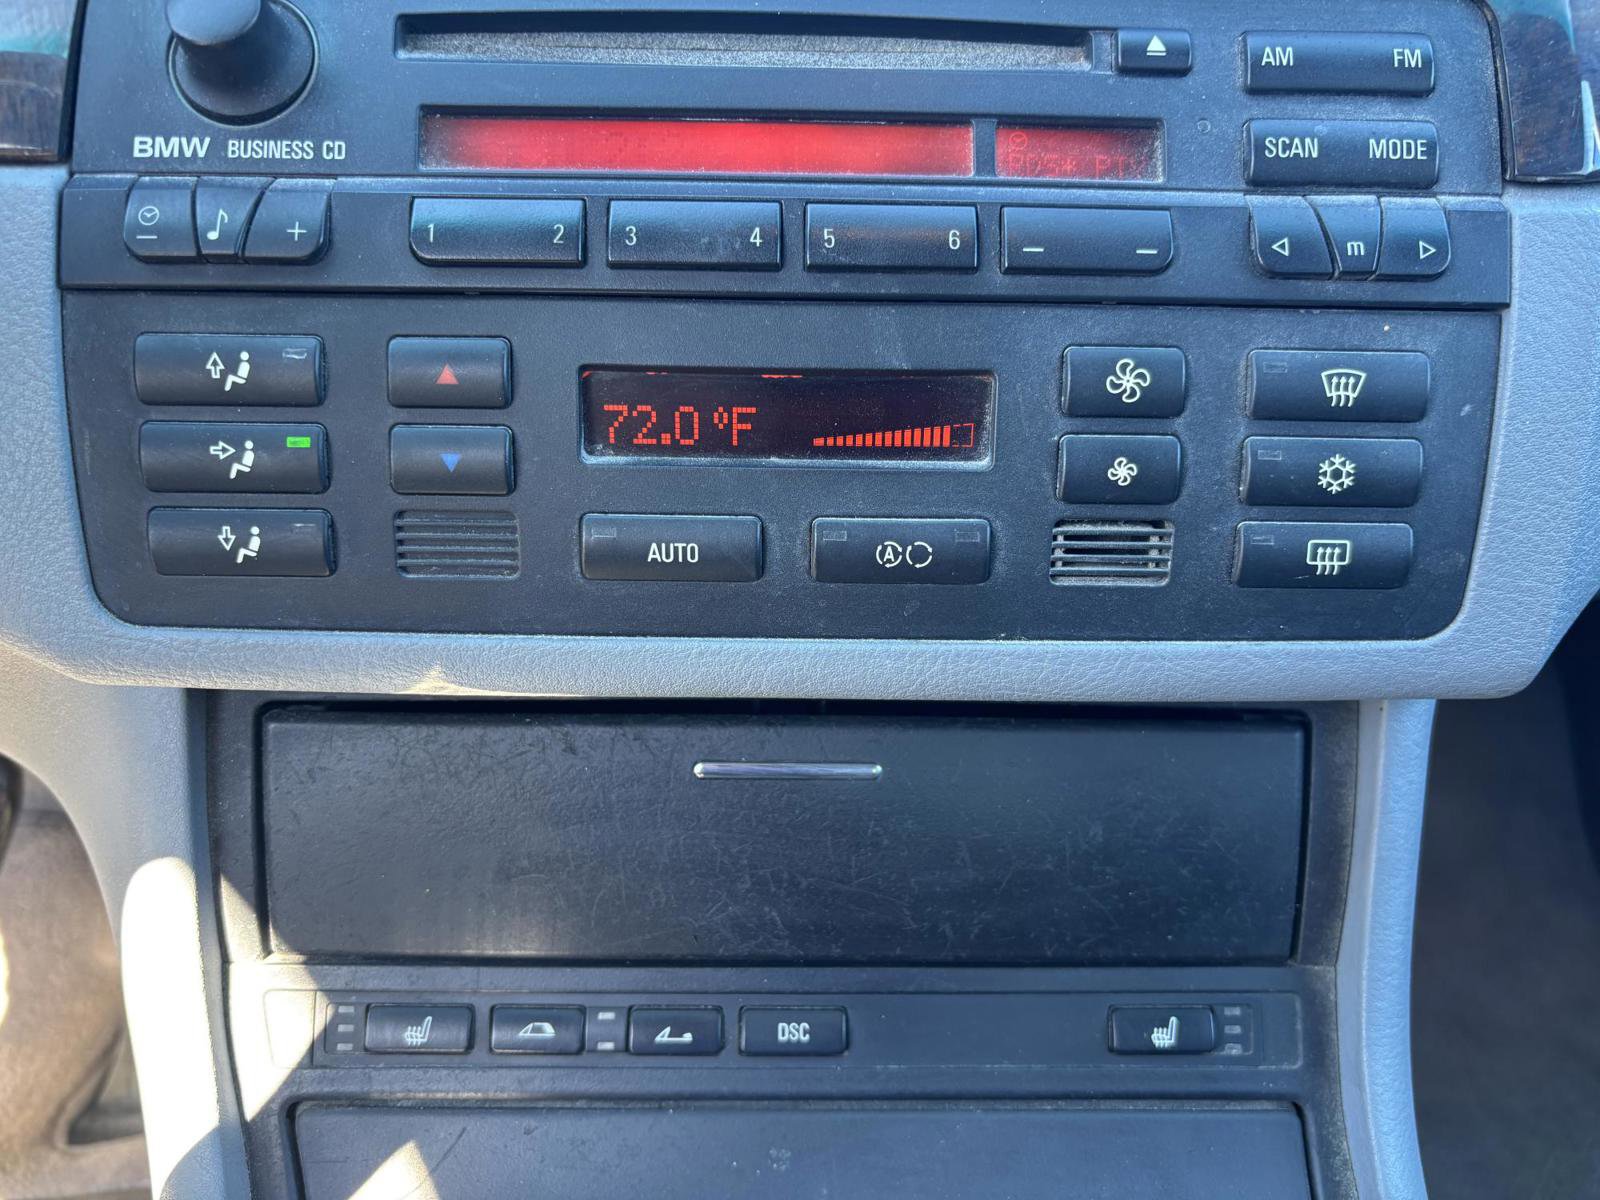 AM FM
BMW BUSINESS CD
SCAN MODE
− +
1 2 3 4 5 6 — —
m
72.0 °F
AUTO
A
DSC